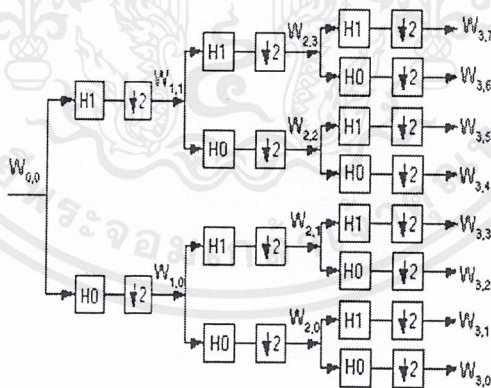 H1 ↓2 W3,7
H1 ↓2 W2,3
H0 ↓2 W3,6
H1 ↓2 W1,1
H1 ↓2 W3,5
H0 ↓2 W2,2
H0 ↓2 W3,4
W0,0
H1 ↓2 W3,3
H1 ↓2 W2,1
H0 ↓2 W3,2
H0 ↓2 W1,0
H1 ↓2 W3,1
H0 ↓2 W2,0
H0 ↓2 W3,0